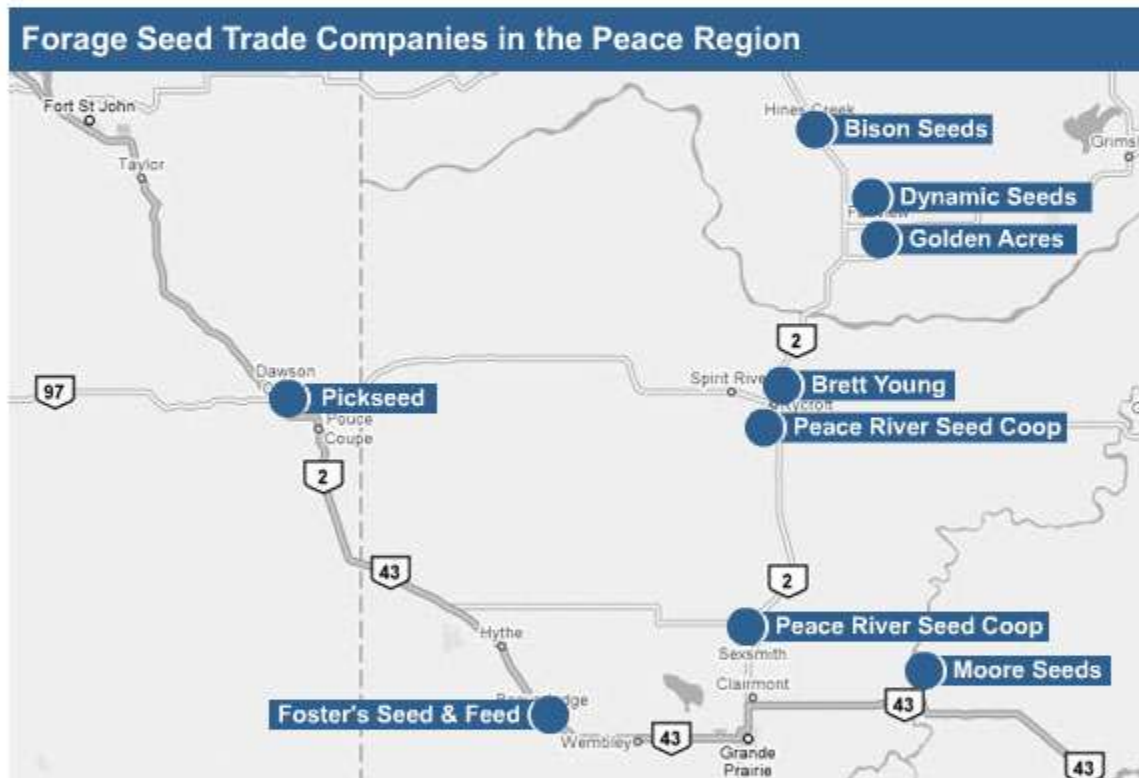 Forage Seed Trade Companies in the Peace Region
Fort St John
Hines Creek
Bison Seeds
Taylor
Dynamic Seeds
Golden Acres
2
Dawson
Spirit
Brett Young
97
Pickseed
Pouce
Coupe
Peace River Seed Coop
2
43
2
Hythe
Peace River Seed Coop
Sexsmith
Moore Seeds
Clairmont
43
Foster's Seed & Feed
Wembley
43
Grande
Prairie
43